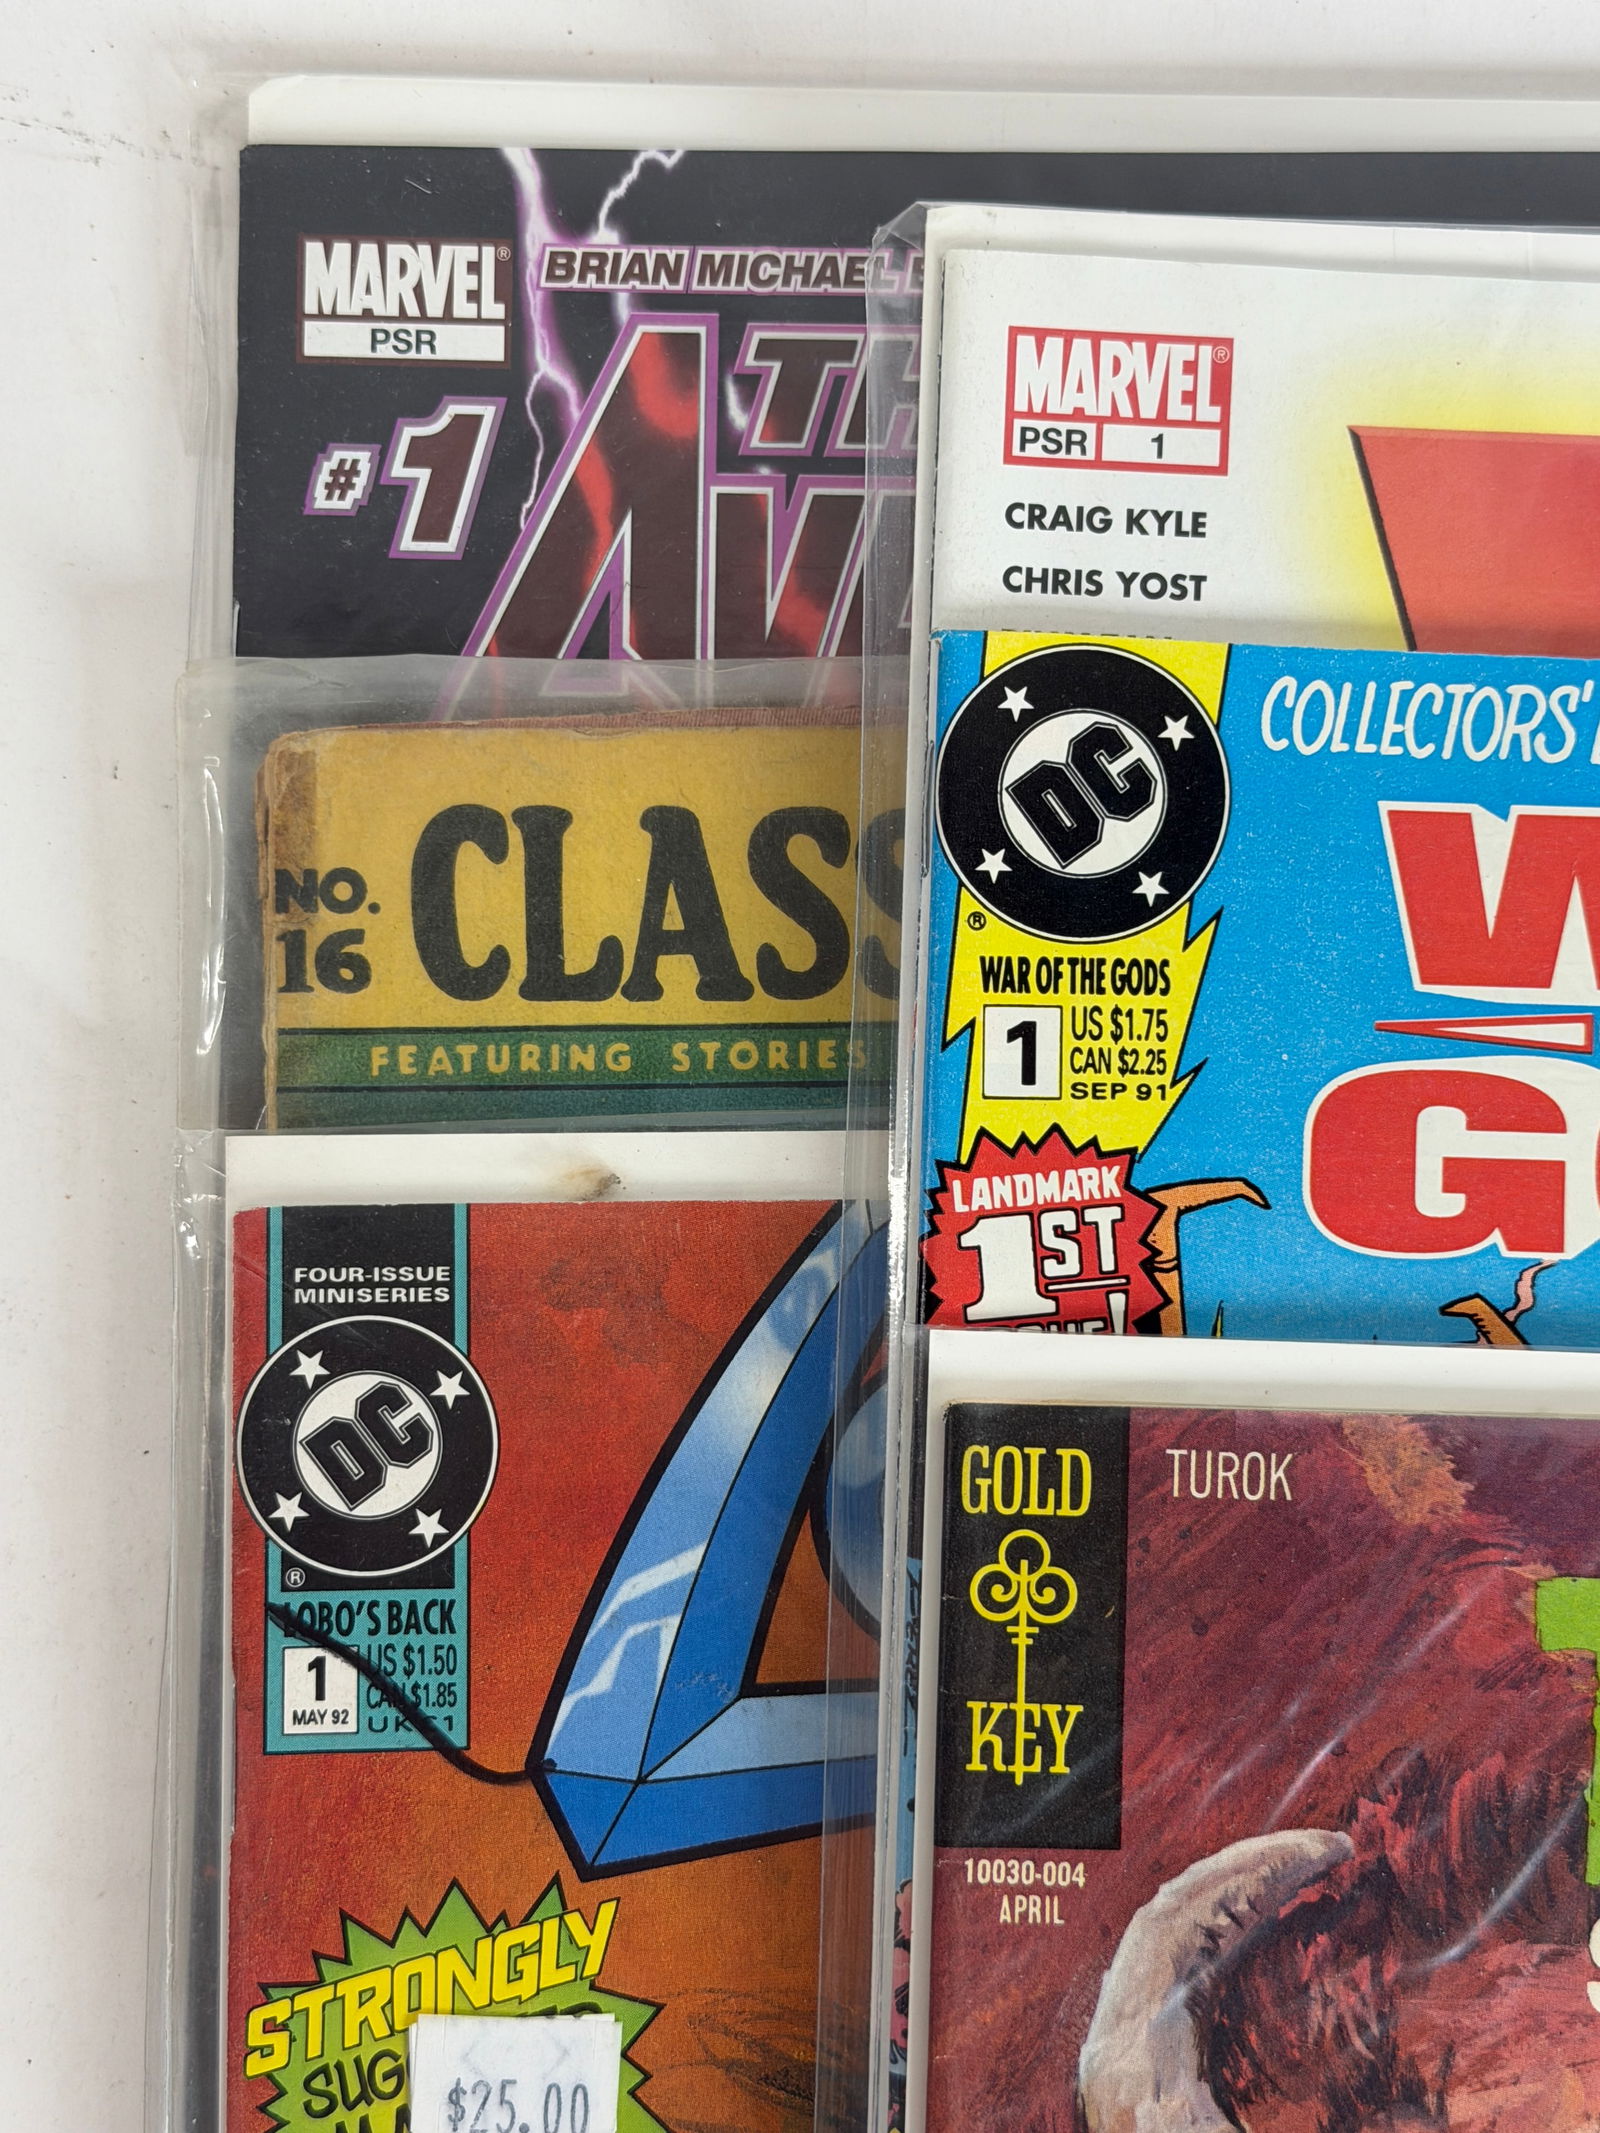 MARVEL®
PSR
BRIAN MICHAEL
#1
MARVEL®
PSR 1
CRAIG KYLE
CHRIS YOST
NO.
16
CLASS
FEATURING STORIES
DC
®
COLLECTORS'
WAR OF THE GODS
1
US $1.75
CAN $2.25
SEP 91
LANDMARK
1ST
FOUR-ISSUE
MINISERIES
DC
®
LOBO'S BACK
1
MAY 92
US $1.50
CAN $1.85
UK £1
STRONGLY
$25.00
GOLD
KEY
TUROK
10030-004
APRIL